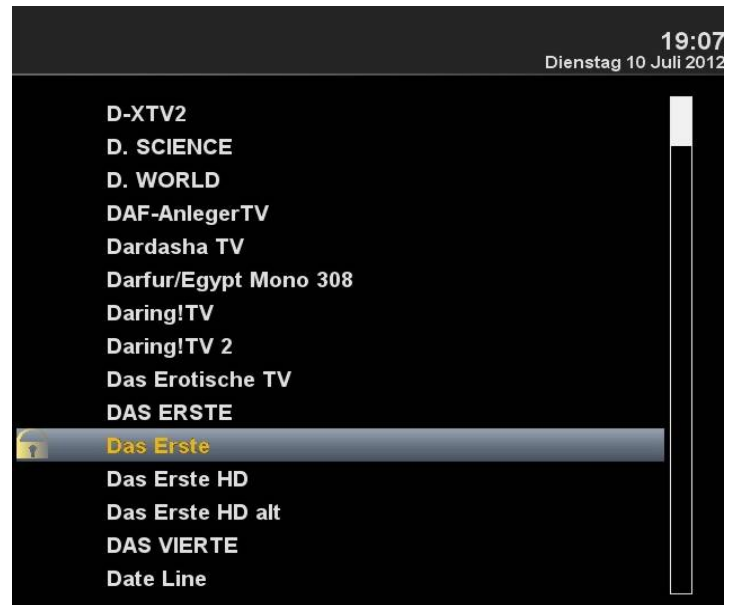 19:07
Dienstag 10 Juli 2012
D-XTV2
D. SCIENCE
D. WORLD
DAF-AnlegerTV
Dardasha TV
Darfur/Egypt Mono 308
Daring!TV
Daring!TV 2
Das Erotische TV
DAS ERSTE
Das Erste
Das Erste HD
Das Erste HD alt
DAS VIERTE
Date Line